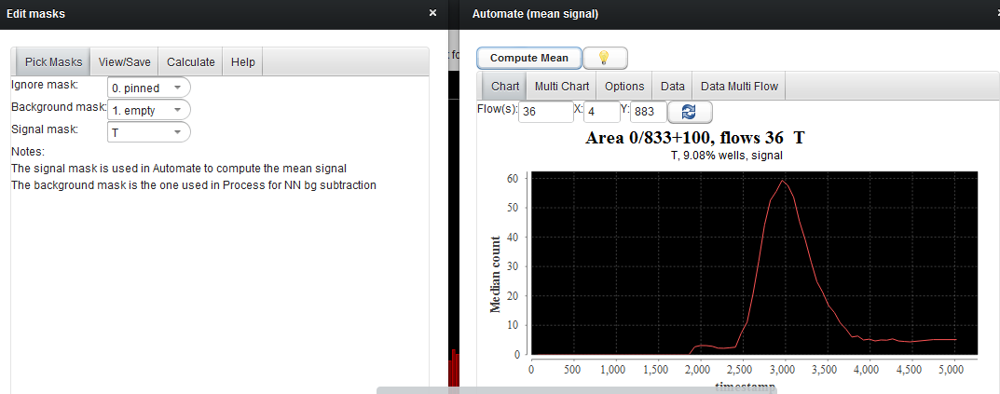 Edit masks
×
Pick Masks View/Save Calculate Help
Ignore mask: 0. pinned
Background mask: 1. empty
Signal mask: T
Notes:
The signal mask is used in Automate to compute the mean signal
The background mask is the one used in Process for NN bg subtraction
Automate (mean signal)
Compute Mean
Chart Multi Chart Options Data Data Multi Flow
Flow(s): 36 X: 4 Y: 883
Area 0/833+100, flows 36 T
T, 9.08% wells, signal
Median count
60
50
40
30
20
10
0
0 500 1,000 1,500 2,000 2,500 3,000 3,500 4,000 4,500 5,000
timestamp